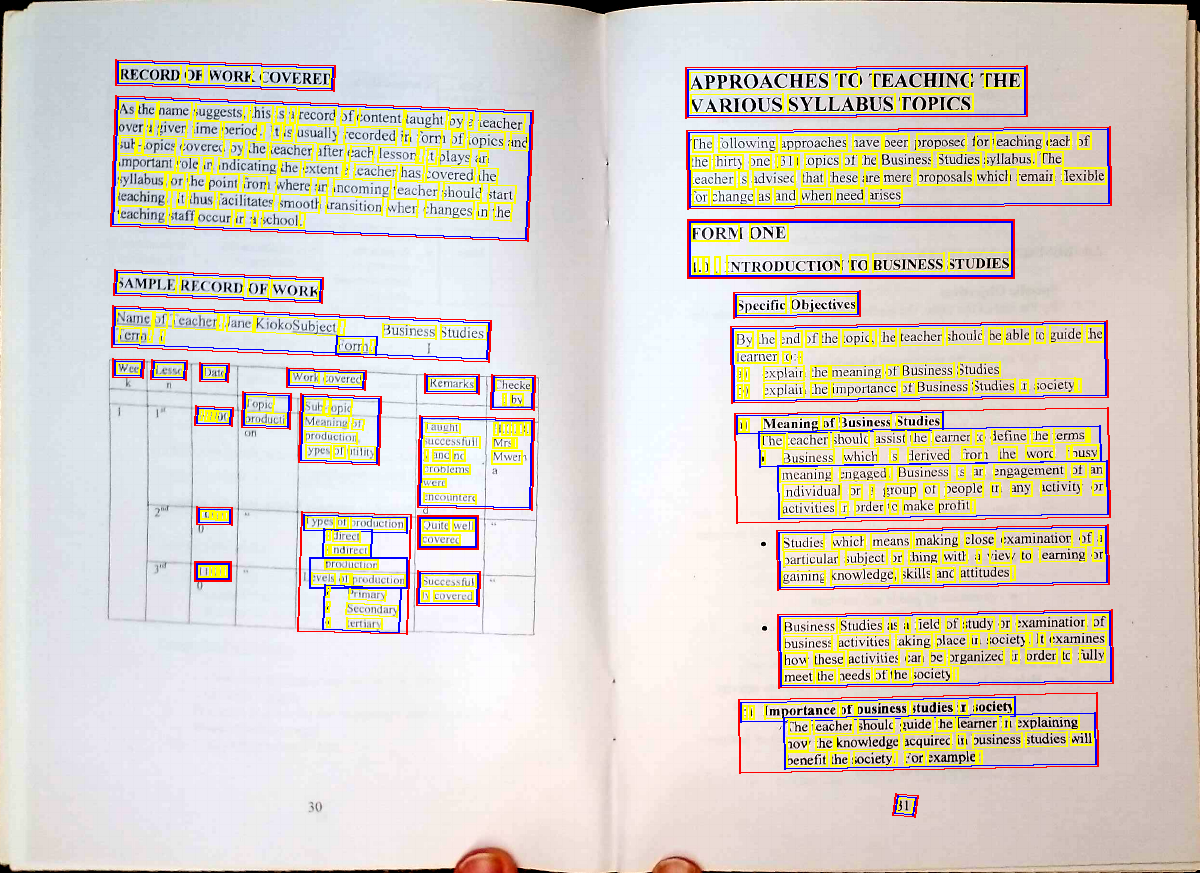 RECORD OF WORK COVERED
As the name suggests, this is a record of content taught by a teacher
over a given time period. It is usually recorded in form of topics and
sub-topics covered by the teacher after each lesson. It plays an
important role in indicating the extent a teacher has covered the
syllabus or the point from where an incoming teacher should start
teaching. It thus facilitates smooth transition when changes in the
teaching staff occur in a school.
SAMPLE RECORD OF WORK
Name of Teacher, Jane KiokoSubject Business Studies
Term Form 1
Week Lesson Date Work covered Remarks Checked by
1 1st Topic production
Sub-topic
Meaning of
production,
Types of utility
Taught
successfully
and no
problems
were
encountered
Mrs
Mwema
2nd "
Types of production
direct
indirect
production
Quite well
covered
"
3rd "
Levels of production
Primary
Secondary
tertiary
Successfully
covered
"
30
APPROACHES TO TEACHING THE
VARIOUS SYLLABUS TOPICS
The following approaches have been proposed for teaching each of
the thirty one (31) topics of the Business Studies syllabus. The
teacher is advised that these are mere proposals which remain flexible
for change as and when need arises
FORM ONE
1.0 INTRODUCTION TO BUSINESS STUDIES
Specific Objectives
By the end of the topic, the teacher should be able to guide the
learner to:-
explain the meaning of Business Studies
explain the importance of Business Studies in society
Meaning of Business Studies
The teacher should assist the learner to define the terms
• Business which is derived from the word busy
meaning engaged. Business is an engagement of an
individual or a group of people in any activity or
activities in order to make profit
• Studies which means making close examination of a
particular subject or thing with a view to learning or
gaining knowledge, skills and attitudes
• Business Studies as a field of study or examination of
business activities taking place in society. It examines
how these activities can be organized in order to fully
meet the needs of the society
Importance of business studies in society
The teacher should guide the learner in explaining
how the knowledge acquired in business studies will
benefit the society. For example
31